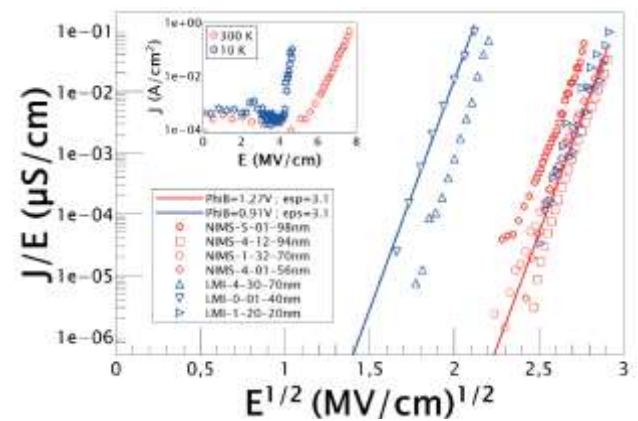 1e-01
1e-02
1e-03
1e-04
1e-05
1e-06
J/E (µS/cm)
0
0,5
1
1,5
2
2,5
3
E1/2 (MV/cm)1/2
1e+00
1e-02
1e-04
J (A/cm2)
0
2
4
6
8
E (MV/cm)
300 K
10 K
PhiB=1.27V ; esp=3.1
PhiB=0.91V ; eps=3.1
NIMS-5-01-98nm
NIMS-4-12-94nm
NIMS-1-32-70nm
NIMS-4-01-56nm
LMI-4-30-70nm
LMI-0-01-40nm
LMI-1-20-20nm